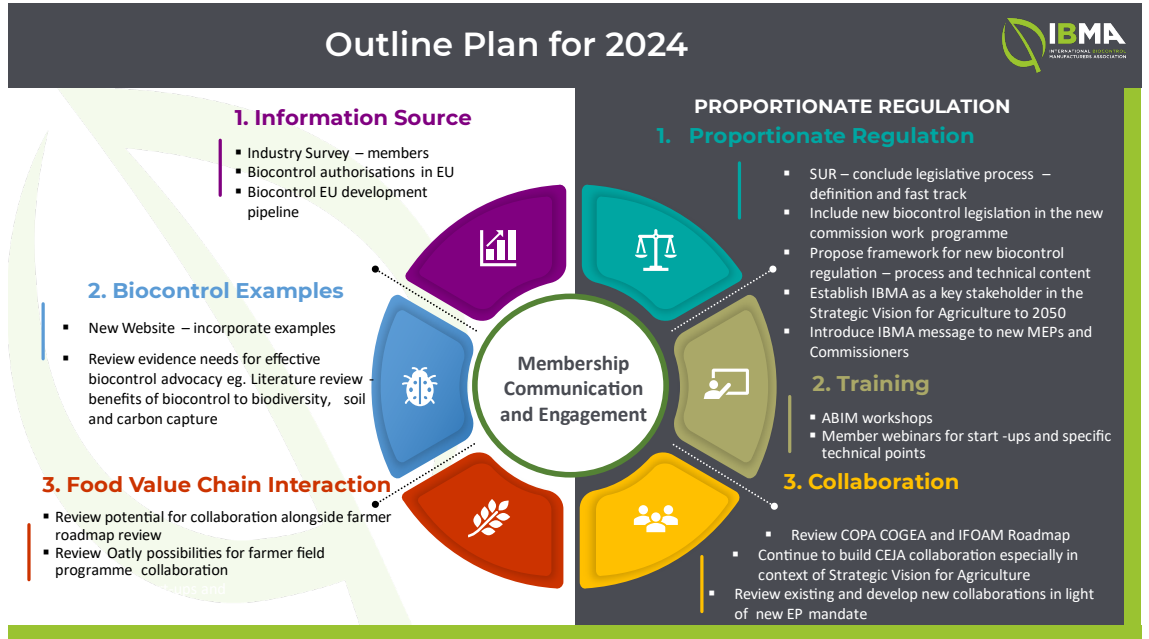 Outline Plan for 2024
IBMA
INTERNATIONAL BIOCONTROL
MANUFACTURERS ASSOCIATION
1. Information Source
▪ Industry Survey – members
▪ Biocontrol authorisations in EU
▪ Biocontrol EU development
pipeline
2. Biocontrol Examples
▪ New Website – incorporate examples
▪ Review evidence needs for effective
biocontrol advocacy eg. Literature review -
benefits of biocontrol to biodiversity, soil
and carbon capture
3. Food Value Chain Interaction
▪ Review potential for collaboration alongside farmer
roadmap review
▪ Review Oatly possibilities for farmer field
programme collaboration
and
Membership
Communication
and Engagement
PROPORTIONATE REGULATION
1. Proportionate Regulation
▪ SUR – conclude legislative process –
definition and fast track
▪ Include new biocontrol legislation in the new
commission work programme
▪ Propose framework for new biocontrol
regulation – process and technical content
▪ Establish IBMA as a key stakeholder in the
Strategic Vision for Agriculture to 2050
▪ Introduce IBMA message to new MEPs and
Commissioners
2. Training
▪ ABIM workshops
▪ Member webinars for start -ups and specific
technical points
3. Collaboration
▪ Review COPA COGEA and IFOAM Roadmap
▪ Continue to build CEJA collaboration especially in
context of Strategic Vision for Agriculture
▪ Review existing and develop new collaborations in light
of new EP mandate